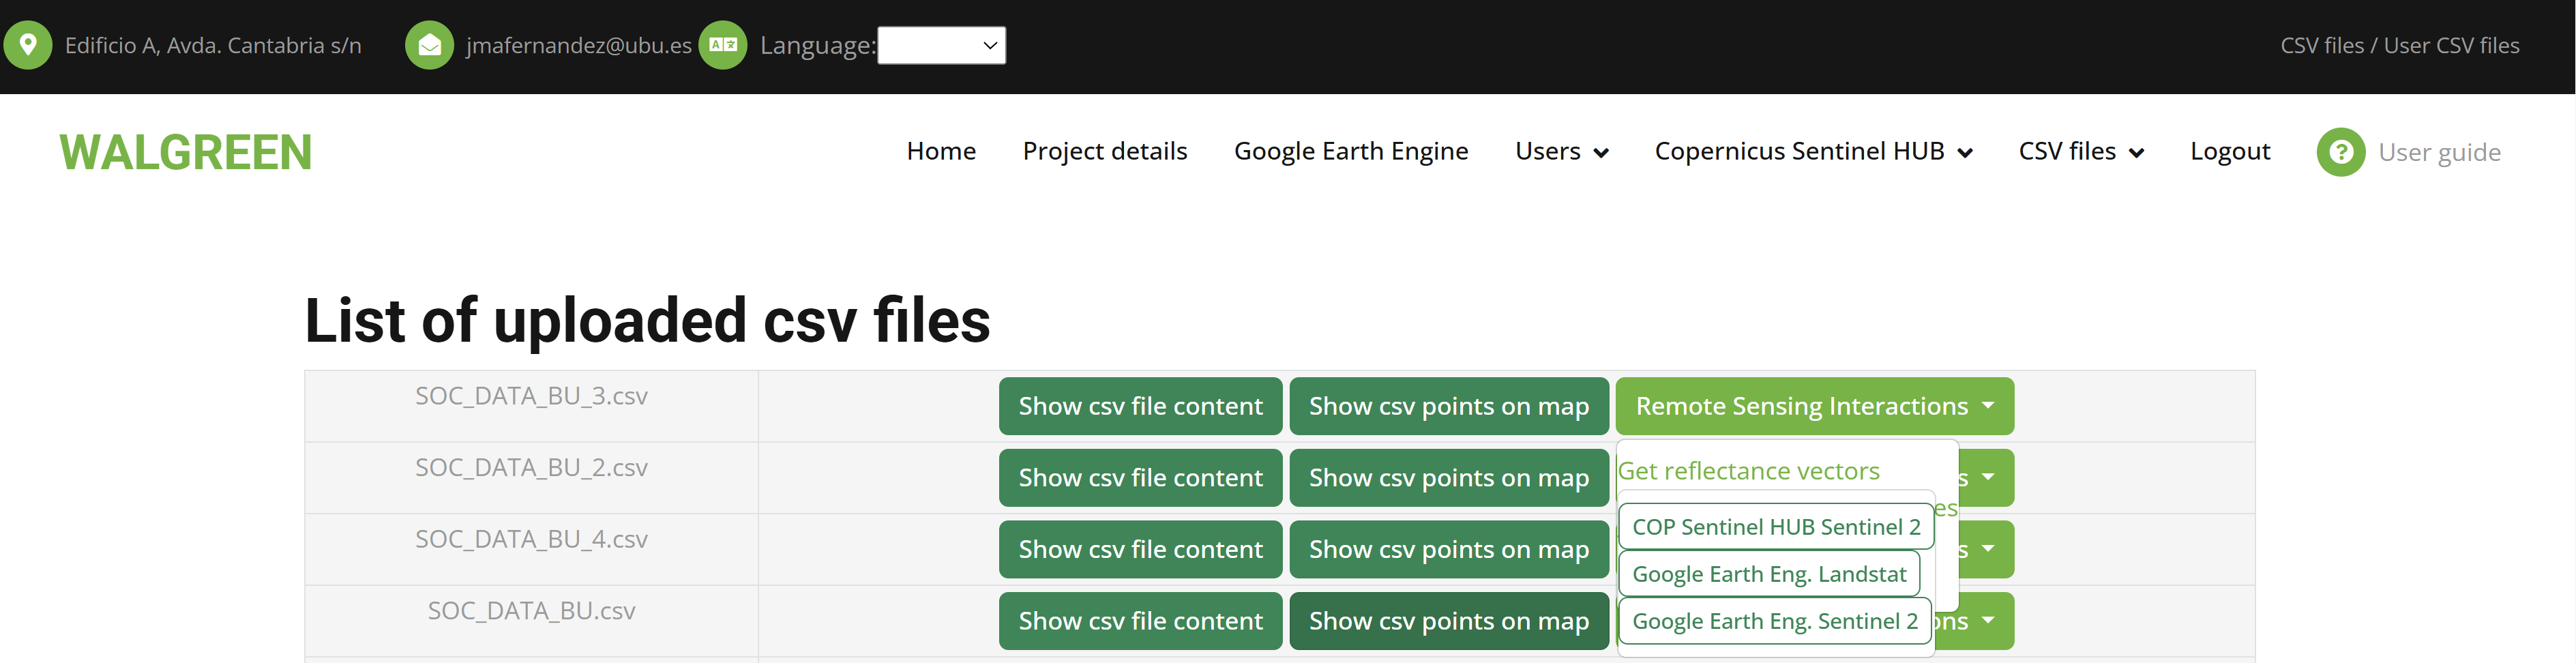 Edificio A, Avda. Cantabria s/n jmafernandez@ubu.es Language: CSV files / User CSV files
WALGREEN Home Project details Google Earth Engine Users Copernicus Sentinel HUB CSV files Logout User guide
List of uploaded csv files
SOC_DATA_BU_3.csv Show csv file content Show csv points on map Remote Sensing Interactions
Get reflectance vectors
SOC_DATA_BU_2.csv Show csv file content Show csv points on map
COP Sentinel HUB Sentinel 2
SOC_DATA_BU_4.csv Show csv file content Show csv points on map
Google Earth Eng. Landstat
SOC_DATA_BU.csv Show csv file content Show csv points on map
Google Earth Eng. Sentinel 2